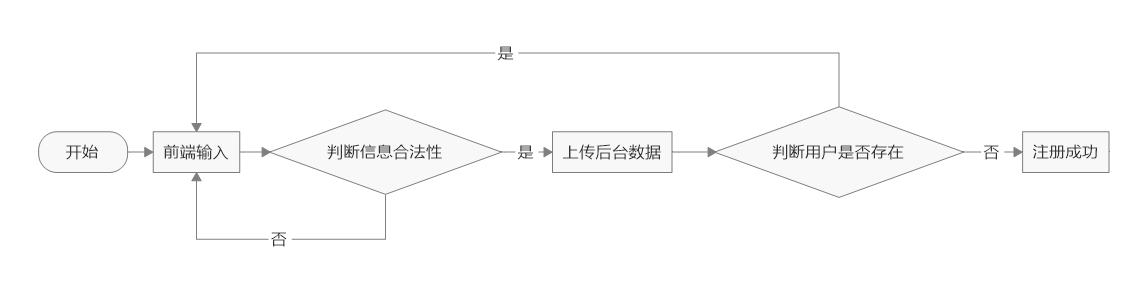 是
开始
前端输入
判断信息合法性
是
上传后台数据
判断用户是否存在
否
注册成功
否